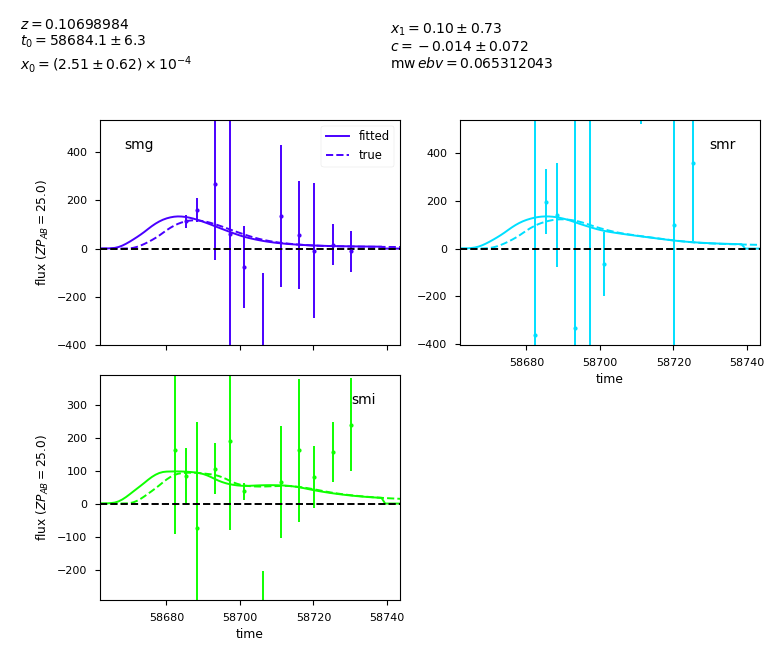 z = 0.10698984
t₀ = 58684.1 ± 6.3
x₀ = (2.51 ± 0.62) × 10⁻⁴
x₁ = 0.10 ± 0.73
c = −0.014 ± 0.072
mw ebv = 0.065312043
smg
fitted
true
400
200
0
−200
−400
flux (ZP_AB = 25.0)
smr
400
200
0
−200
−400
58680 58700 58720 58740
time
smi
300
200
100
0
−100
−200
flux (ZP_AB = 25.0)
58680 58700 58720 58740
time